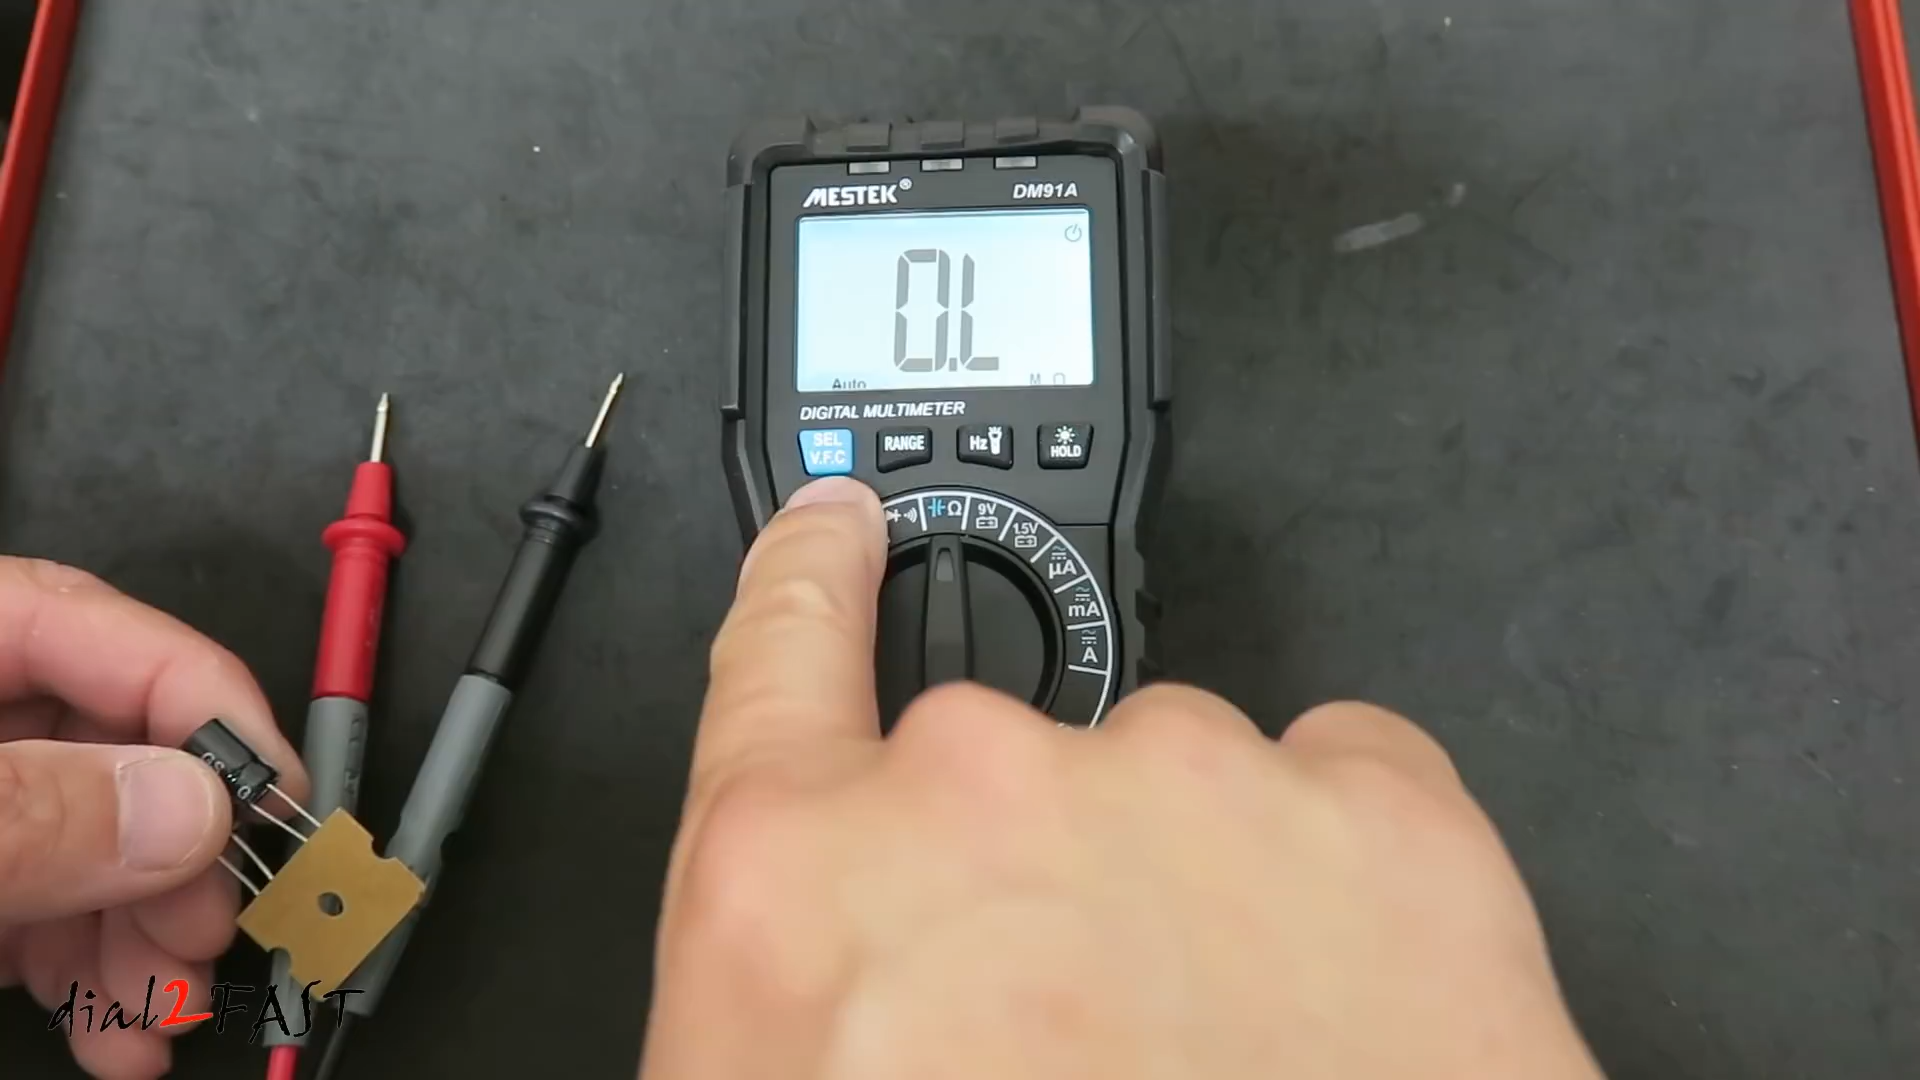 MESTEK®
DM91A
0.L
Auto
M Ω
DIGITAL MULTIMETER
SEL
V.F.C
RANGE
Hz
HOLD
Ω
9V
1.5V
µA
mA
A
dial2FAST